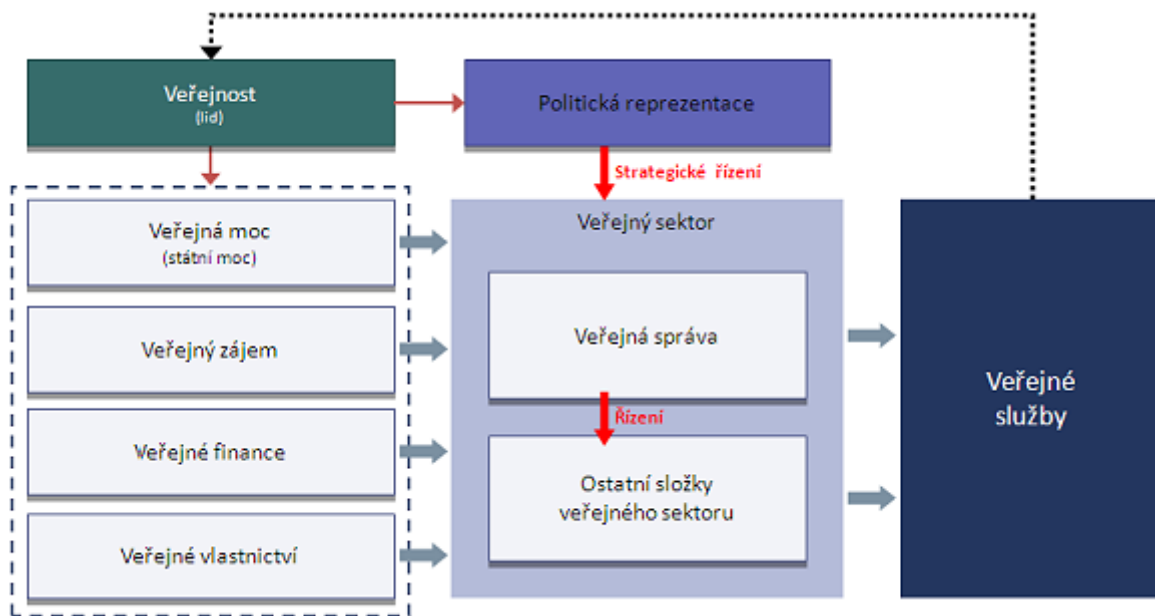 Veřejnost
(lid)
Politická reprezentace
Strategické řízení
Veřejná moc
(státní moc)
Veřejný zájem
Veřejné finance
Veřejné vlastnictví
Veřejný sektor
Veřejná správa
Řízení
Ostatní složky
veřejného sektoru
Veřejné
služby